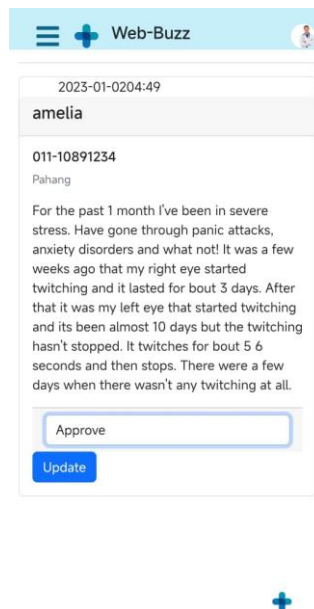 Web-Buzz
2023-01-0204:49
amelia
011-10891234
Pahang
For the past 1 month I've been in severe
stress. Have gone through panic attacks,
anxiety disorders and what not! It was a few
weeks ago that my right eye started
twitching and it lasted for bout 3 days. After
that it was my left eye that started twitching
and its been almost 10 days but the twitching
hasn't stopped. It twitches for bout 5 6
seconds and then stops. There were a few
days when there wasn't any twitching at all.
Approve
Update